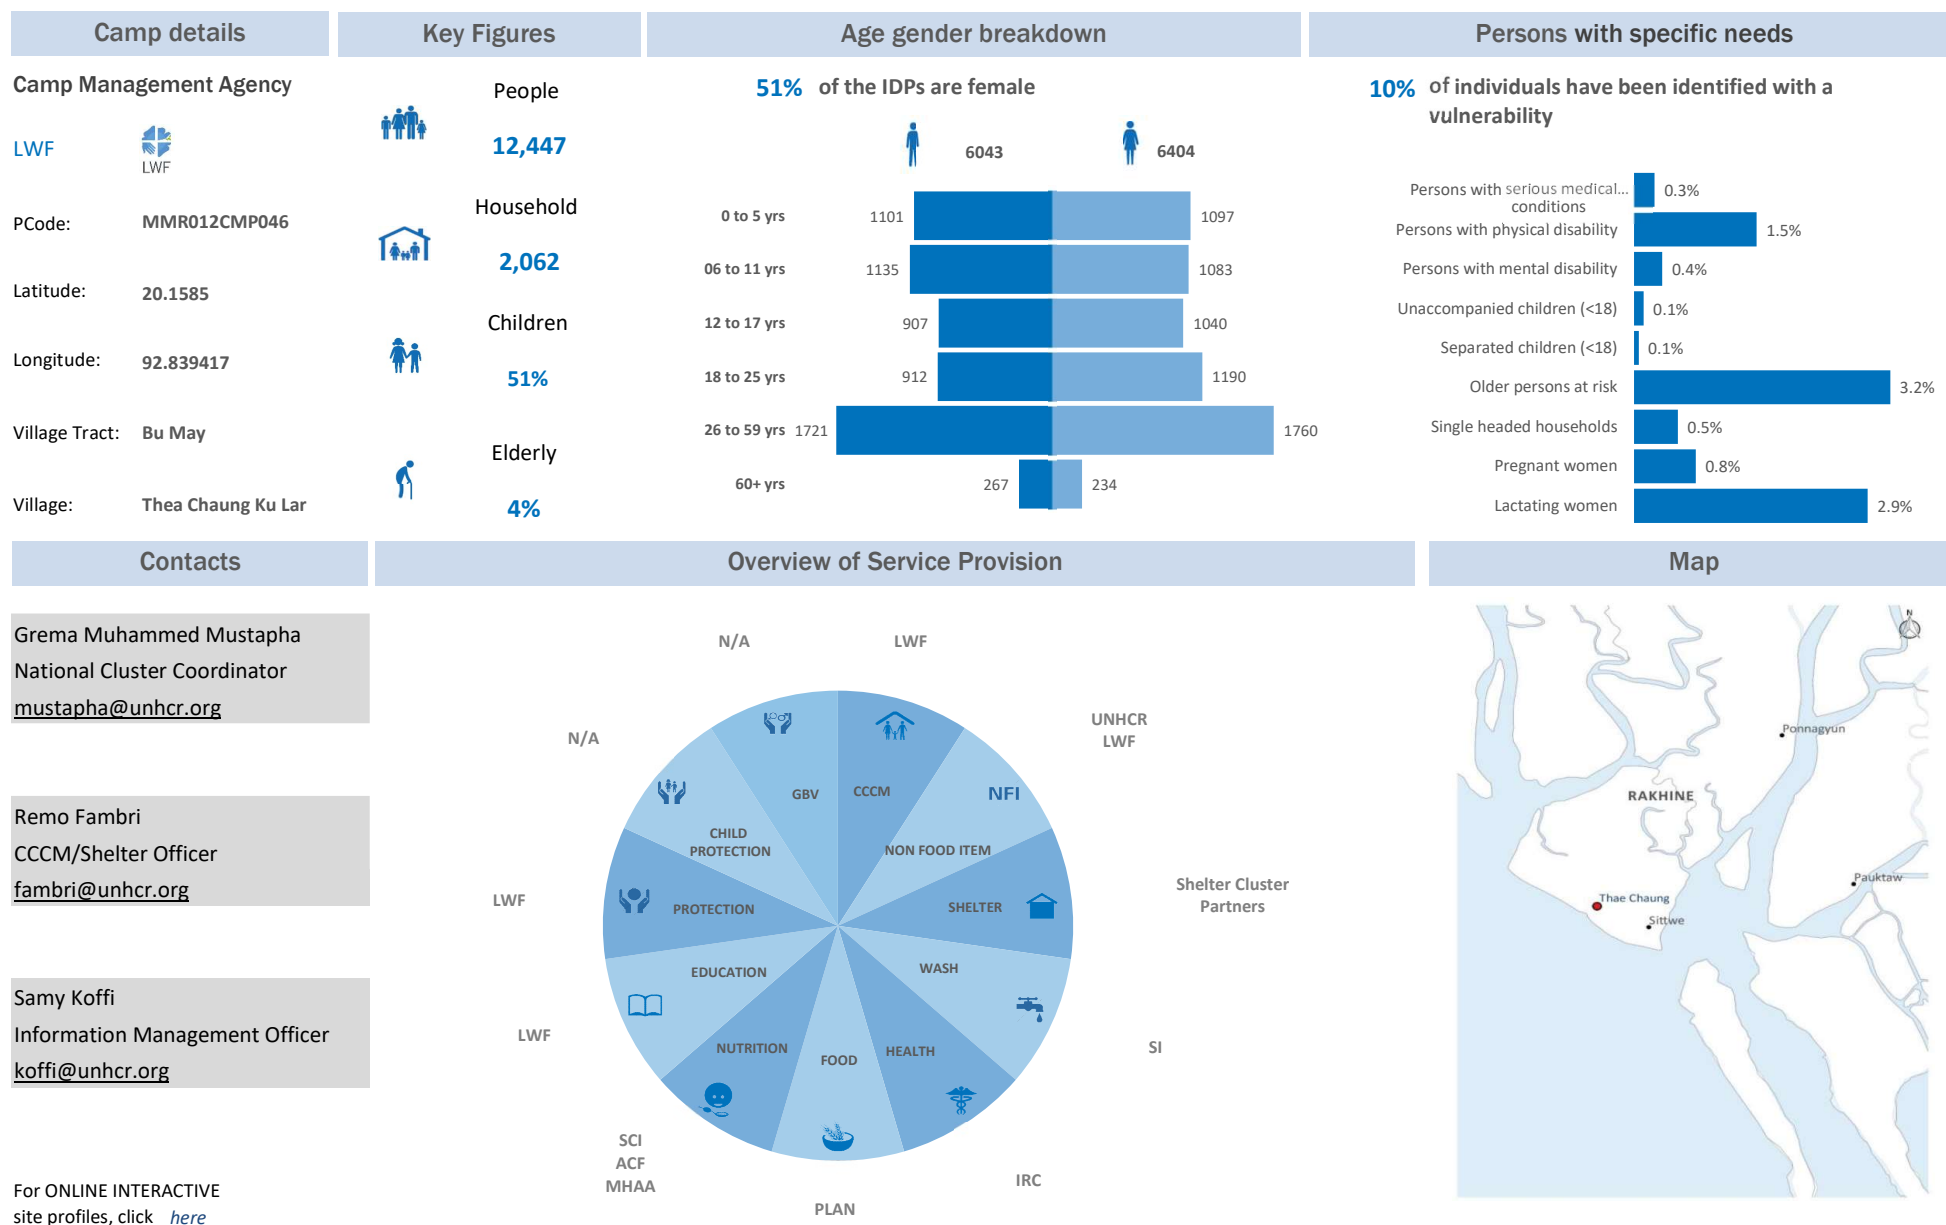 Camp details
Key Figures
Age gender breakdown
Persons with specific needs
Camp Management Agency
LWF
LWF
PCode: MMR012CMP046
Latitude: 20.1585
Longitude: 92.839417
Village Tract: Bu May
Village: Thea Chaung Ku Lar
People
12,447
Household
2,062
Children
51%
Elderly
4%
51% of the IDPs are female
6043 6404
0 to 5 yrs 1101 1097
06 to 11 yrs 1135 1083
12 to 17 yrs 907 1040
18 to 25 yrs 912 1190
26 to 59 yrs 1721 1760
60+ yrs 267 234
10% of individuals have been identified with a
vulnerability
Persons with serious medical... 0.3%
conditions
Persons with physical disability 1.5%
Persons with mental disability 0.4%
Unaccompanied children (<18) 0.1%
Separated children (<18) 0.1%
Older persons at risk 3.2%
Single headed households 0.5%
Pregnant women 0.8%
Lactating women 2.9%
Contacts
Overview of Service Provision
Map
Grema Muhammed Mustapha
National Cluster Coordinator
mustapha@unhcr.org
Remo Fambri
CCCM/Shelter Officer
fambri@unhcr.org
Samy Koffi
Information Management Officer
koffi@unhcr.org
For ONLINE INTERACTIVE
site profiles, click here
N/A
LWF
UNHCR
LWF
N/A
Shelter Cluster
Partners
LWF
LWF
SI
SCI
ACF
MHAA
IRC
PLAN
GBV
CCCM
NFI
NON FOOD ITEM
CHILD
PROTECTION
PROTECTION
SHELTER
EDUCATION
WASH
NUTRITION
FOOD
HEALTH
N
Ponnagyun
RAKHINE
Pauktaw
Thae Chaung
Sittwe